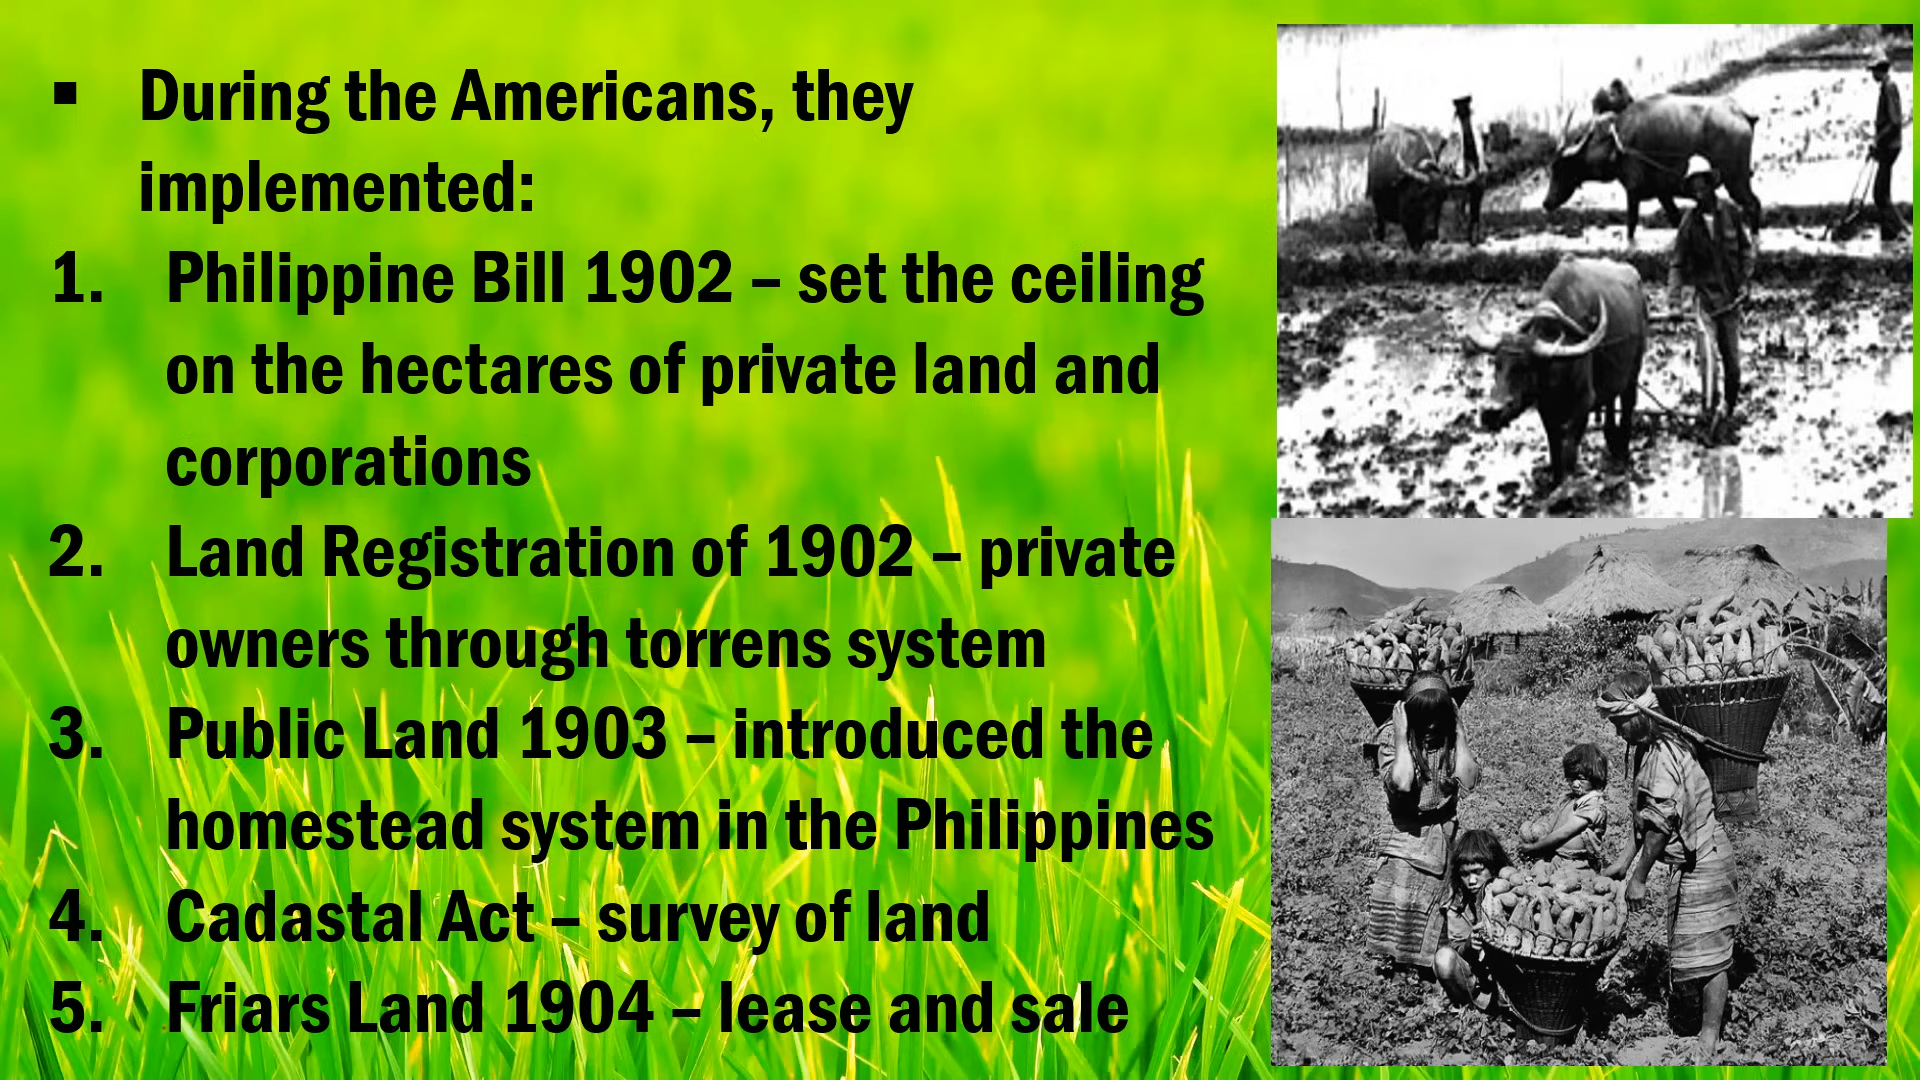 ▪ During the Americans, they
implemented:
1. Philippine Bill 1902 – set the ceiling
on the hectares of private land and
corporations
2. Land Registration of 1902 – private
owners through torrens system
3. Public Land 1903 – introduced the
homestead system in the Philippines
4. Cadastal Act – survey of land
5. Friars Land 1904 – lease and sale